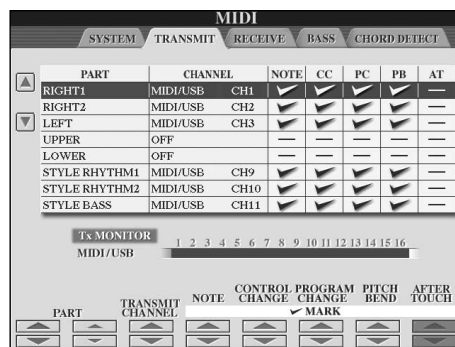 MIDI
SYSTEM TRANSMIT RECEIVE BASS CHORD DETECT
PART CHANNEL NOTE CC PC PB AT
RIGHT1 MIDI/USB CH1
RIGHT2 MIDI/USB CH2
LEFT MIDI/USB CH3
UPPER OFF
LOWER OFF
STYLE RHYTHM1 MIDI/USB CH9
STYLE RHYTHM2 MIDI/USB CH10
STYLE BASS MIDI/USB CH11
Tx MONITOR 1 2 3 4 5 6 7 8 9 10 11 12 13 14 15 16
MIDI/USB
PART TRANSMIT CHANNEL NOTE CONTROL CHANGE PROGRAM CHANGE PITCH BEND AFTER TOUCH
MARK